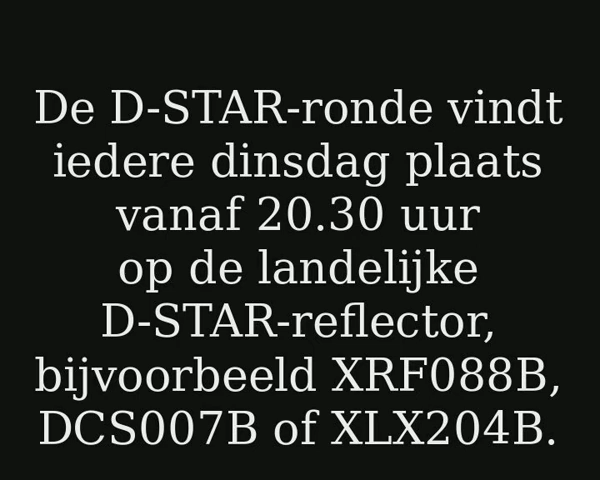 De D-STAR-ronde vindt
iedere dinsdag plaats
vanaf 20.30 uur
op de landelijke
D-STAR-reflector,
bijvoorbeeld XRF088B,
DCS007B of XLX204B.